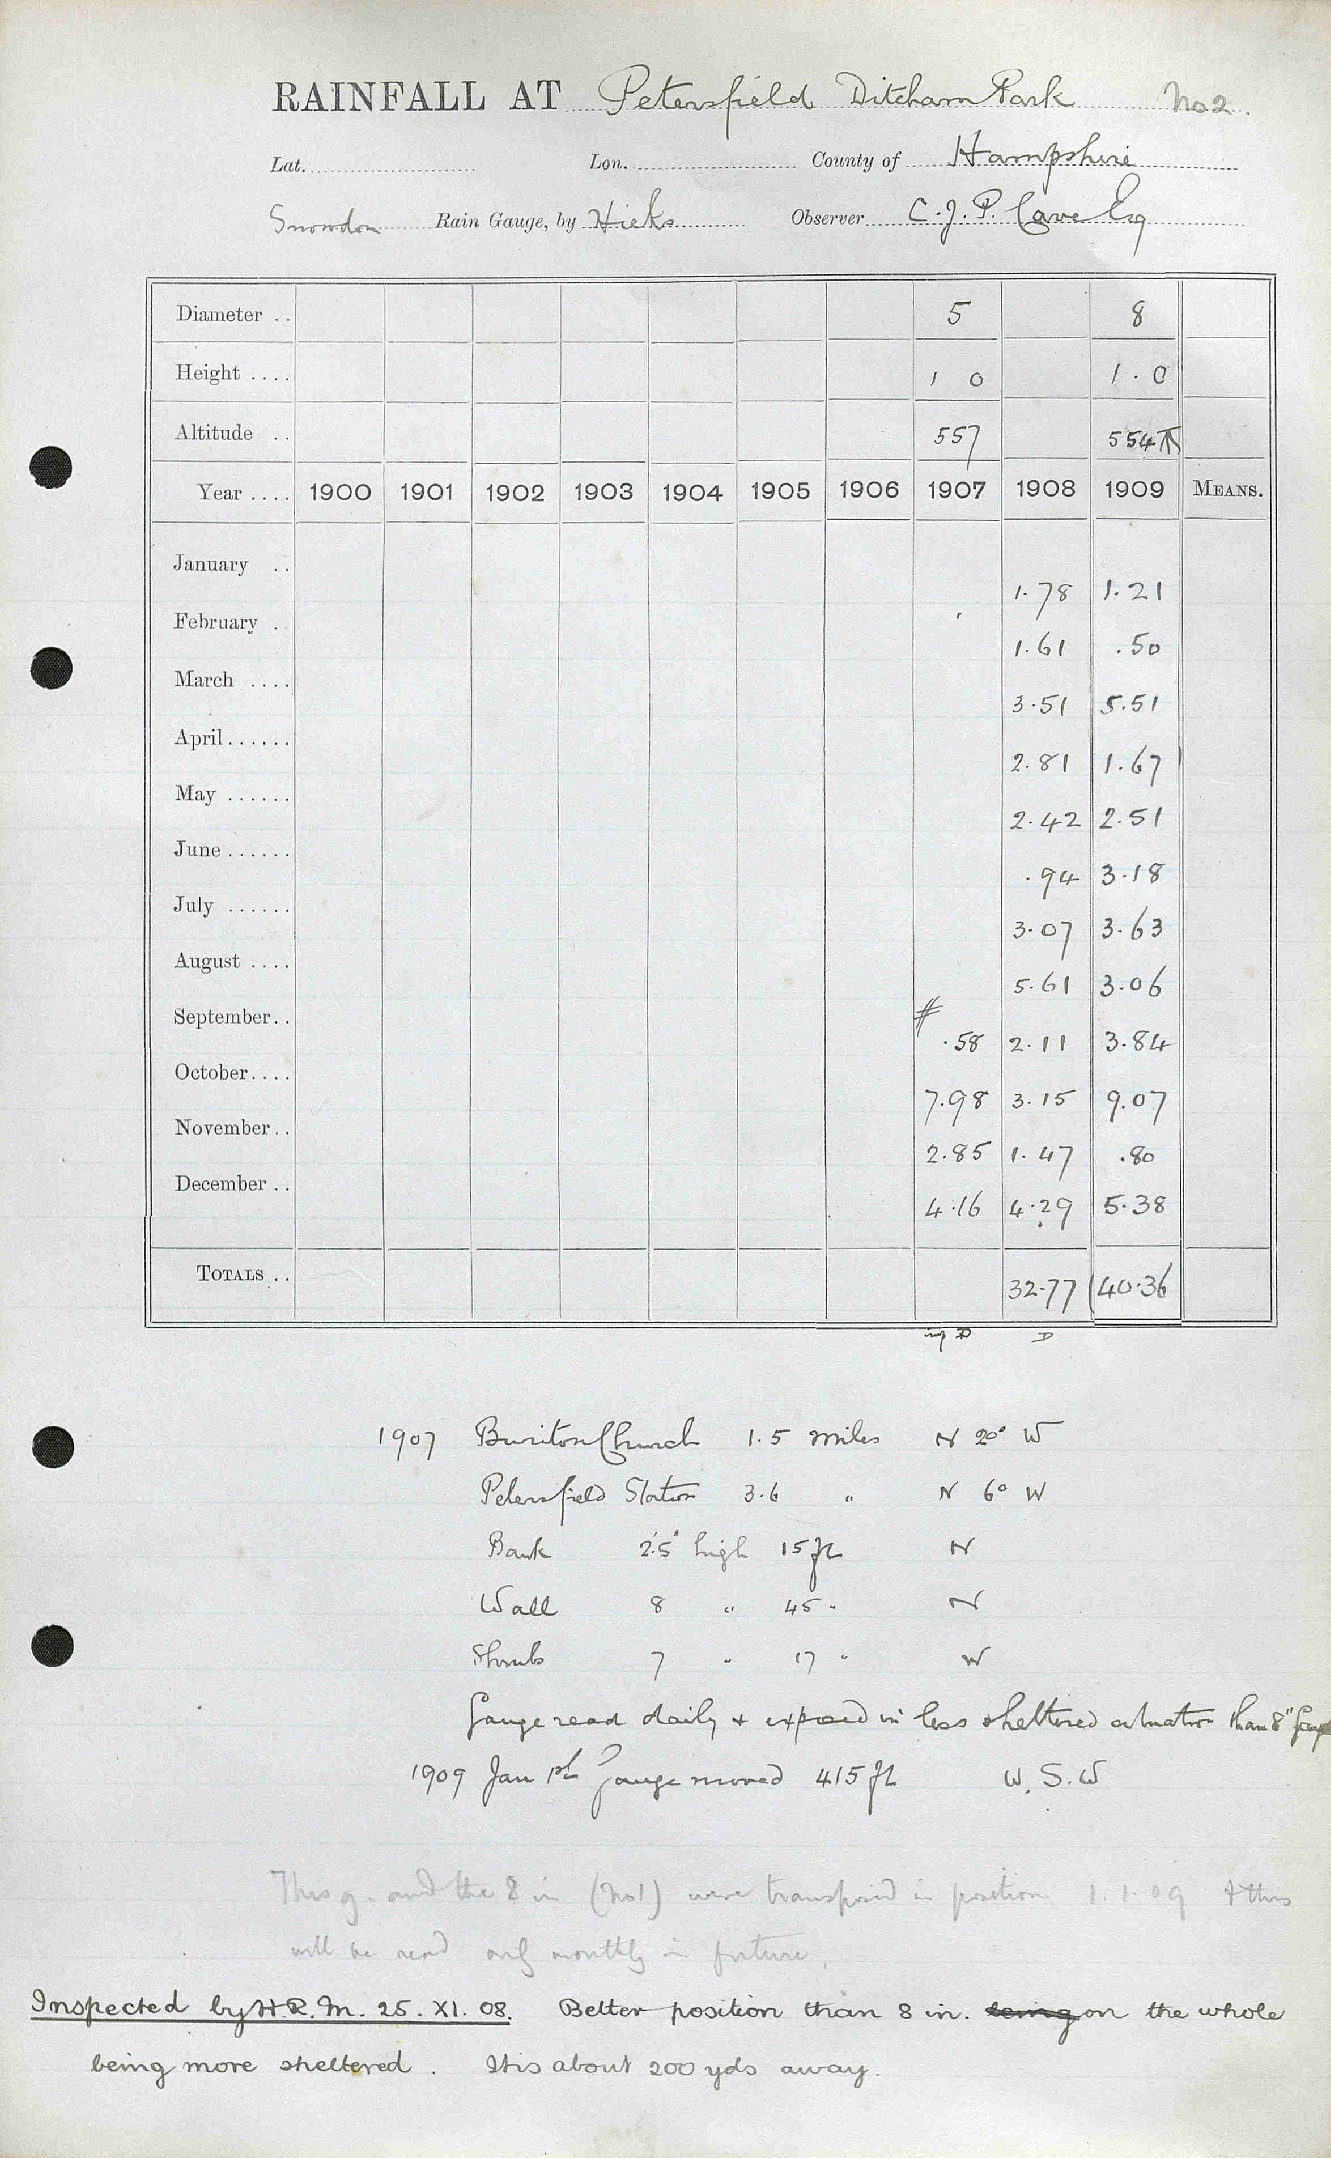 RAINFALL AT Petersfield Ditcham Park No 2.
Lat. Lon. County of Hampshire
Snowdon Rain Gauge, by Hicks Observer C. J. P. Cave Esq
Diameter .. 5 8
Height .... 1 0 1.0
Altitude .. 557 554
Year .... 1900 1901 1902 1903 1904 1905 1906 1907 1908 1909 MEANS.
January .. 1.78 1.21
February . 1.61 .50
March .... 3.51 5.51
April...... 2.81 1.67
May ...... 2.42 2.51
June ...... .94 3.18
July ...... 3.07 3.63
August .... 5.61 3.06
September.. # .58 2.11 3.84
October.... 7.98 3.15 9.07
November.. 2.85 1.47 .80
December .. 4.16 4.29 5.38
TOTALS .. 32.77 40.36
D D
1907 Buriton Church 1.5 miles N 20° W
Petersfield Station 3.6 " N 6° W
Bank 2.5' high 15 ft N
Wall 8 " 45 " N
Shrubs 7 " 17 " W
Gauge read daily + exposed in less sheltered situation than 8" Gauge
1909 Jan 1st Gauge moved 415 ft W.S.W
This g. and the 8 in (No 1) were transposed in position 1.1.09 & this
will be read only monthly in future.
Inspected by H.R.M. 25.XI.08. Better position than 8 in. being on the whole
being more sheltered. It is about 200 yds away.